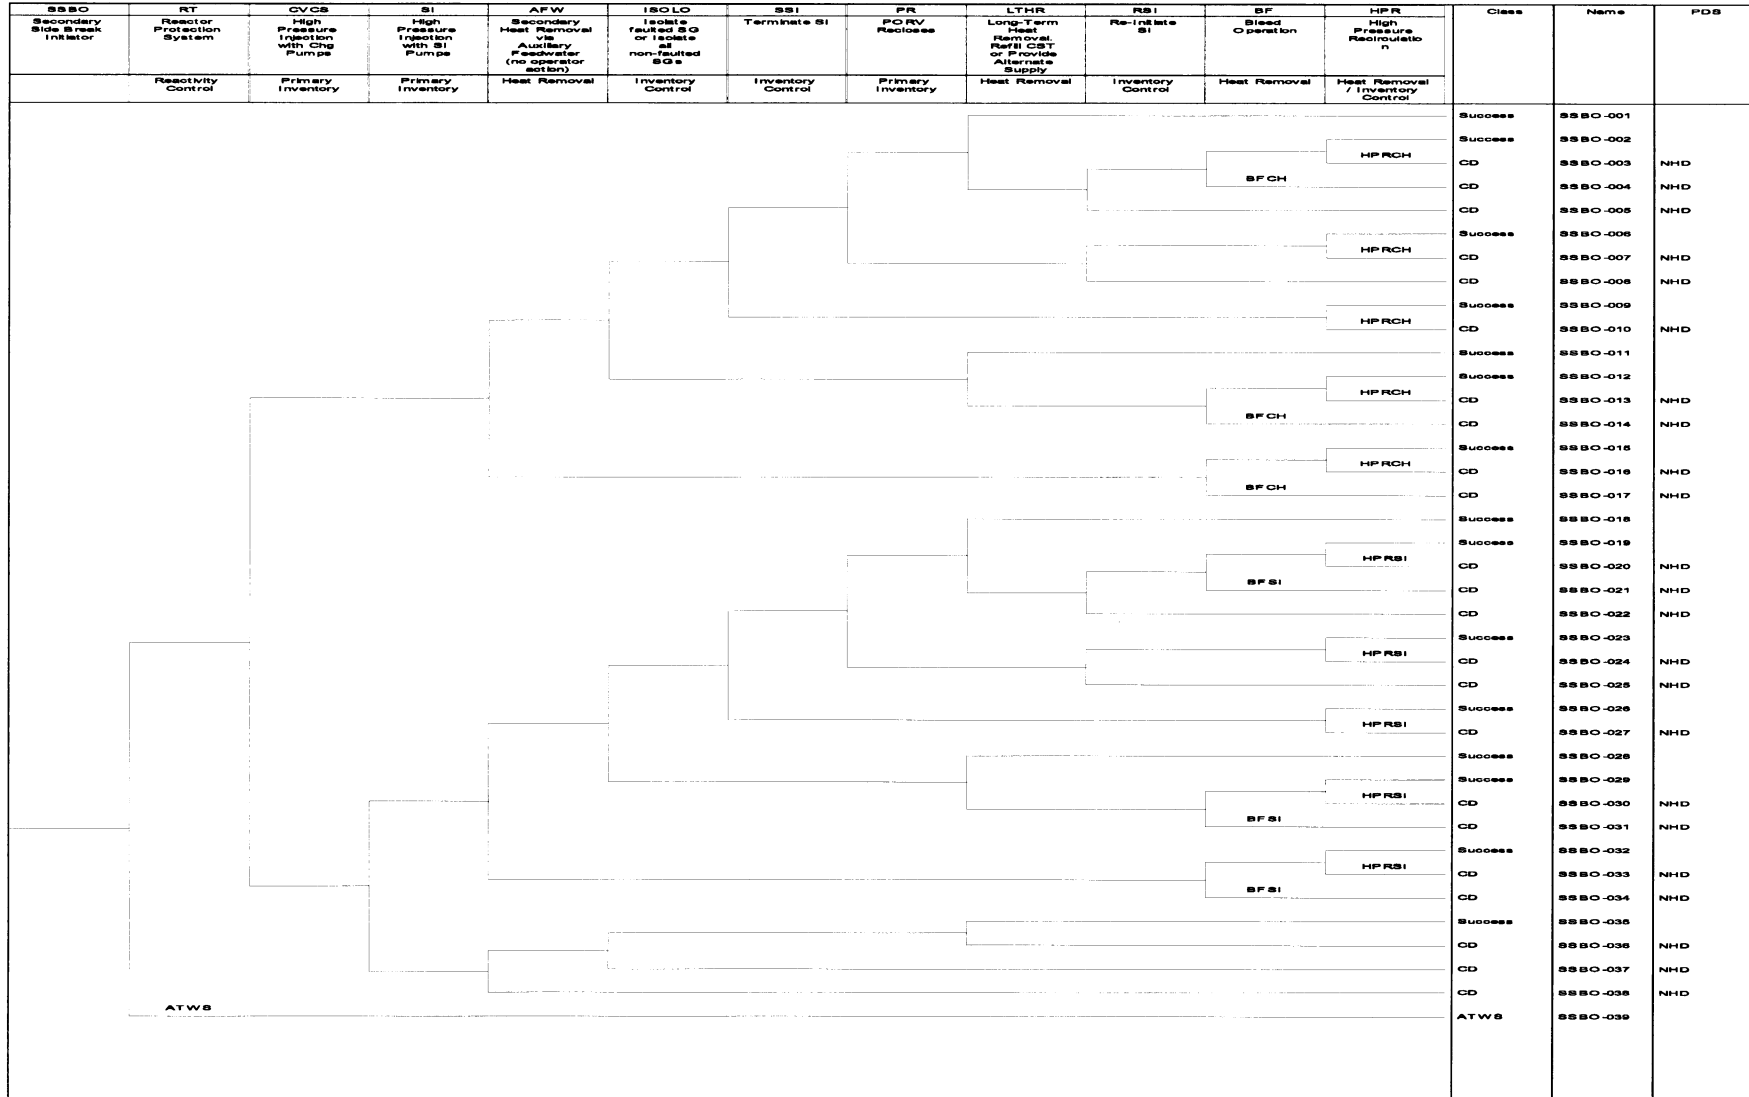 SSBO RT CVCS SI AFW ISOLO SSI PR LTHR RSI BF HPR Class Name PDS
Secondary Side Break Initiator
Reactor Protection System
High Pressure Injection with Chg Pumps
High Pressure Injection with SI Pumps
Secondary Heat Removal via Auxiliary Feedwater (no operator action)
Isolate faulted SG or Isolate all non-faulted SGs
Terminate SI
PORV Recloses
Long-Term Heat Removal. Refill CST or Provide Alternate Supply
Re-Initiate SI
Bleed Operation
High Pressure Recirculatio n
Reactivity Control
Primary Inventory
Primary Inventory
Heat Removal
Inventory Control
Inventory Control
Primary Inventory
Heat Removal
Inventory Control
Heat Removal
Heat Removal / Inventory Control
Success SSBO-001
Success SSBO-002
HPRCH
CD SSBO-003 NHD
BFCH
CD SSBO-004 NHD
CD SSBO-005 NHD
Success SSBO-006
HPRCH
CD SSBO-007 NHD
CD SSBO-008 NHD
Success SSBO-009
HPRCH
CD SSBO-010 NHD
Success SSBO-011
Success SSBO-012
HPRCH
CD SSBO-013 NHD
BFCH
CD SSBO-014 NHD
Success SSBO-015
HPRCH
CD SSBO-016 NHD
BFCH
CD SSBO-017 NHD
Success SSBO-018
Success SSBO-019
HPRSI
CD SSBO-020 NHD
BFSI
CD SSBO-021 NHD
CD SSBO-022 NHD
Success SSBO-023
HPRSI
CD SSBO-024 NHD
CD SSBO-025 NHD
Success SSBO-026
HPRSI
CD SSBO-027 NHD
Success SSBO-028
Success SSBO-029
HPRSI
CD SSBO-030 NHD
BFSI
CD SSBO-031 NHD
Success SSBO-032
HPRSI
CD SSBO-033 NHD
BFSI
CD SSBO-034 NHD
Success SSBO-035
CD SSBO-036 NHD
CD SSBO-037 NHD
CD SSBO-038 NHD
ATWS
ATWS SSBO-039